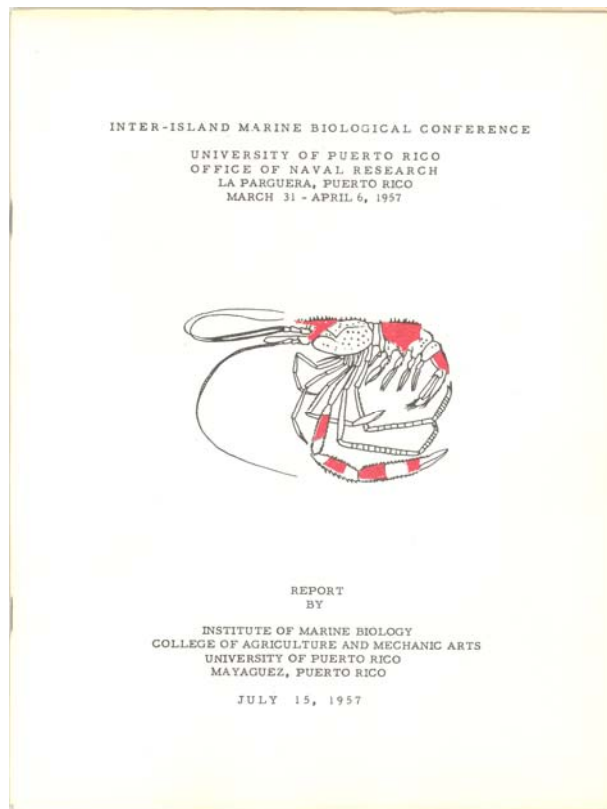 INTER-ISLAND MARINE BIOLOGICAL CONFERENCE
UNIVERSITY OF PUERTO RICO
OFFICE OF NAVAL RESEARCH
LA PARGUERA, PUERTO RICO
MARCH 31 - APRIL 6, 1957
REPORT
BY
INSTITUTE OF MARINE BIOLOGY
COLLEGE OF AGRICULTURE AND MECHANIC ARTS
UNIVERSITY OF PUERTO RICO
MAYAGUEZ, PUERTO RICO
JULY 15, 1957